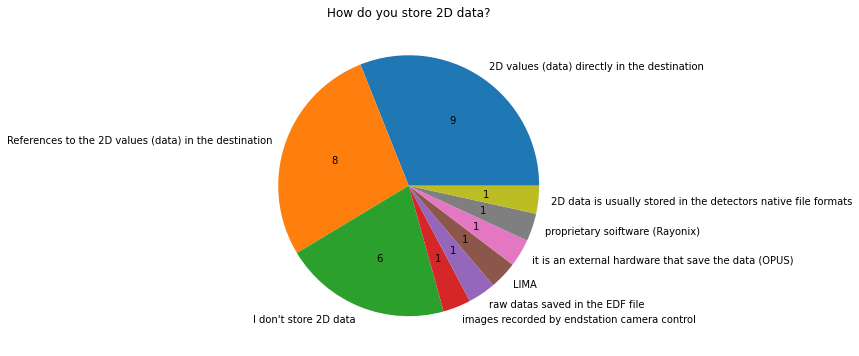 How do you store 2D data?
2D values (data) directly in the destination
9
References to the 2D values (data) in the destination
8
6
I don't store 2D data
1
images recorded by endstation camera control
1
raw datas saved in the EDF file
1
LIMA
1
it is an external hardware that save the data (OPUS)
1
proprietary soiftware (Rayonix)
1
2D data is usually stored in the detectors native file formats